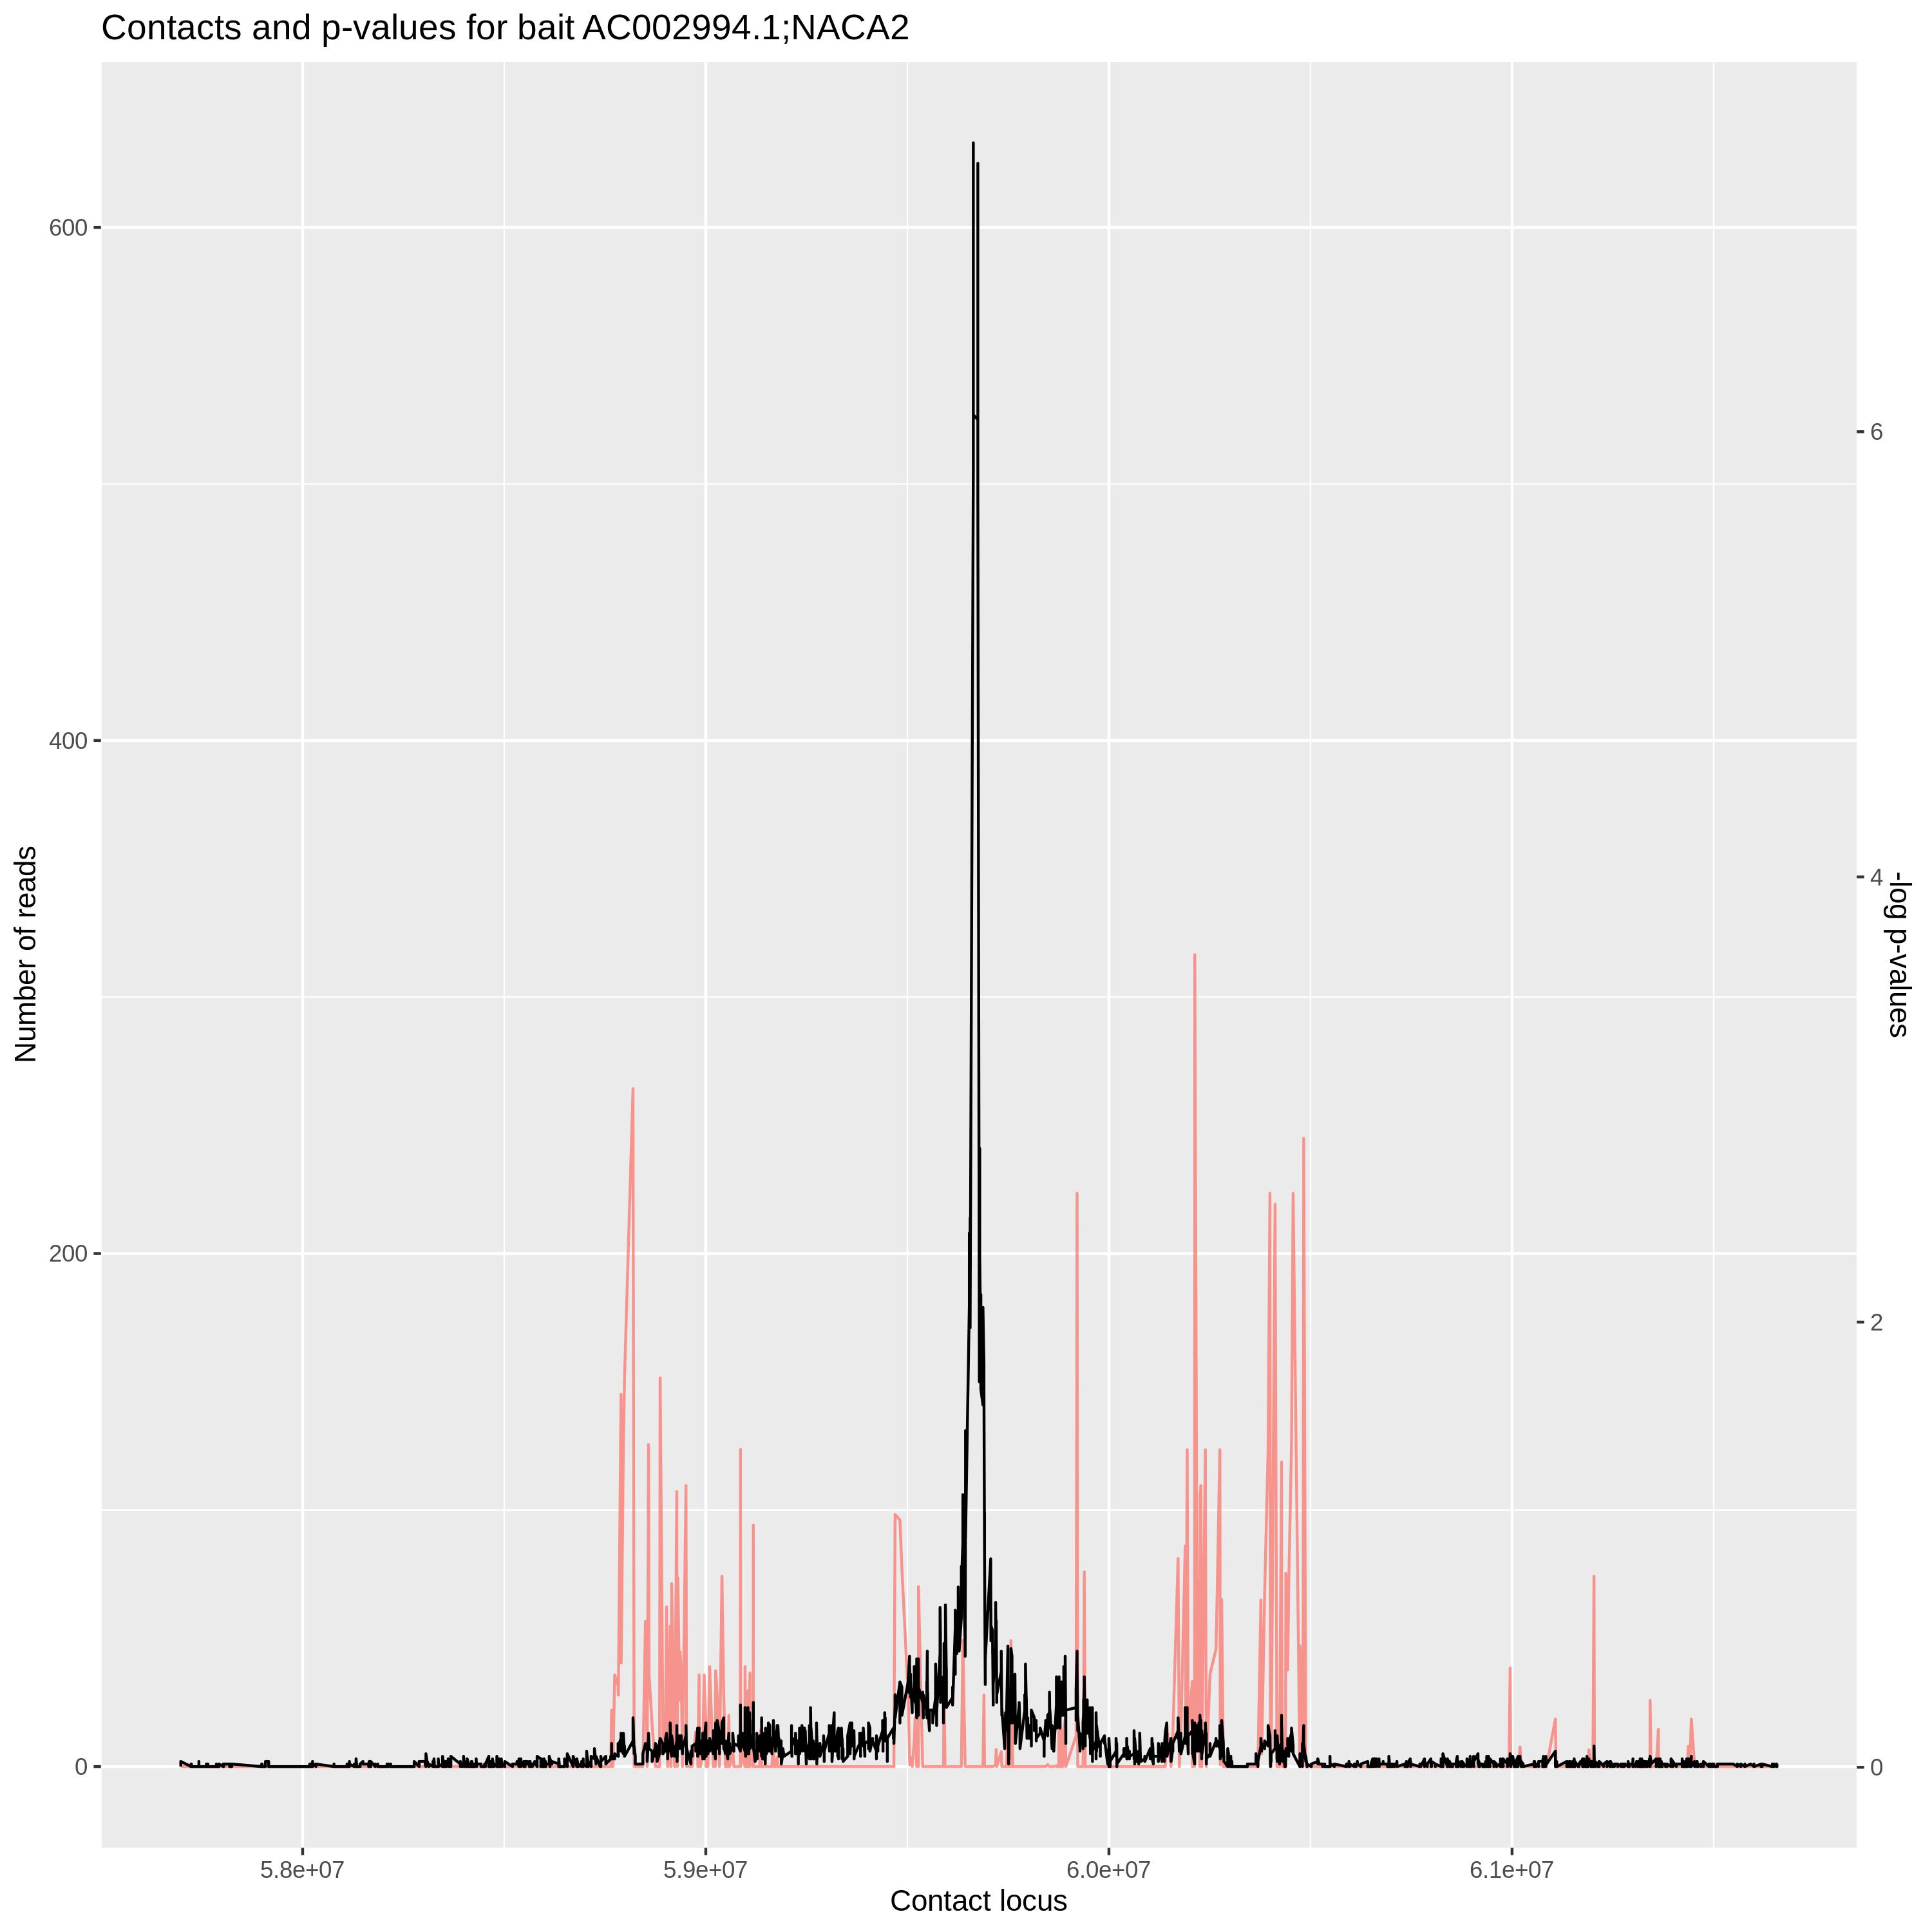 Contacts and p-values for bait AC002994.1;NACA2
600
400
200
0
Number of reads
6
4
2
0
-log p-values
5.8e+07
5.9e+07
6.0e+07
6.1e+07
Contact locus